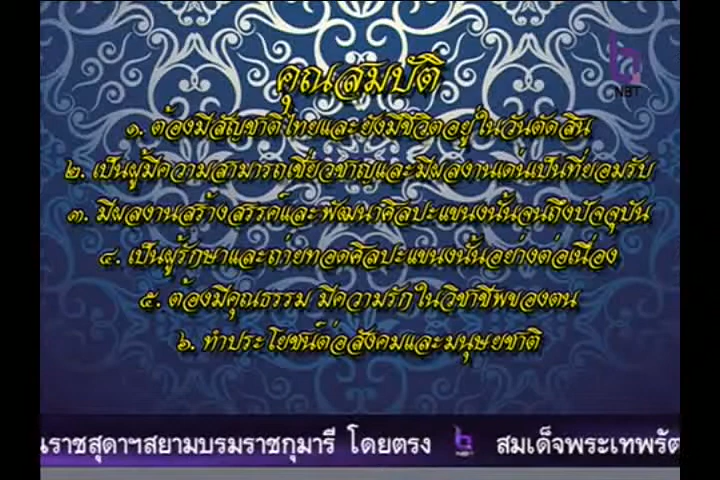 คุณสมบัติ
NBT
๑. ต้องมีสัญชาติไทยและยังมีชีวิตอยู่ในวันตัดสิน
๒. เป็นผู้มีความสามารถเชี่ยวชาญและมีผลงานเด่นเป็นที่ยอมรับ
๓. มีผลงานสร้างสรรค์และพัฒนาศิลปะแขนงนั้นจนถึงปัจจุบัน
๔. เป็นผู้รักษาและถ่ายทอดศิลปะแขนงนั้นอย่างต่อเนื่อง
๕. ต้องมีคุณธรรม มีความรักในวิชาชีพของตน
๖. ทำประโยชน์ต่อสังคมและมนุษยชาติ
นราชสุดาฯสยามบรมราชกุมารี โดยตรง NBT สมเด็จพระเทพรัต